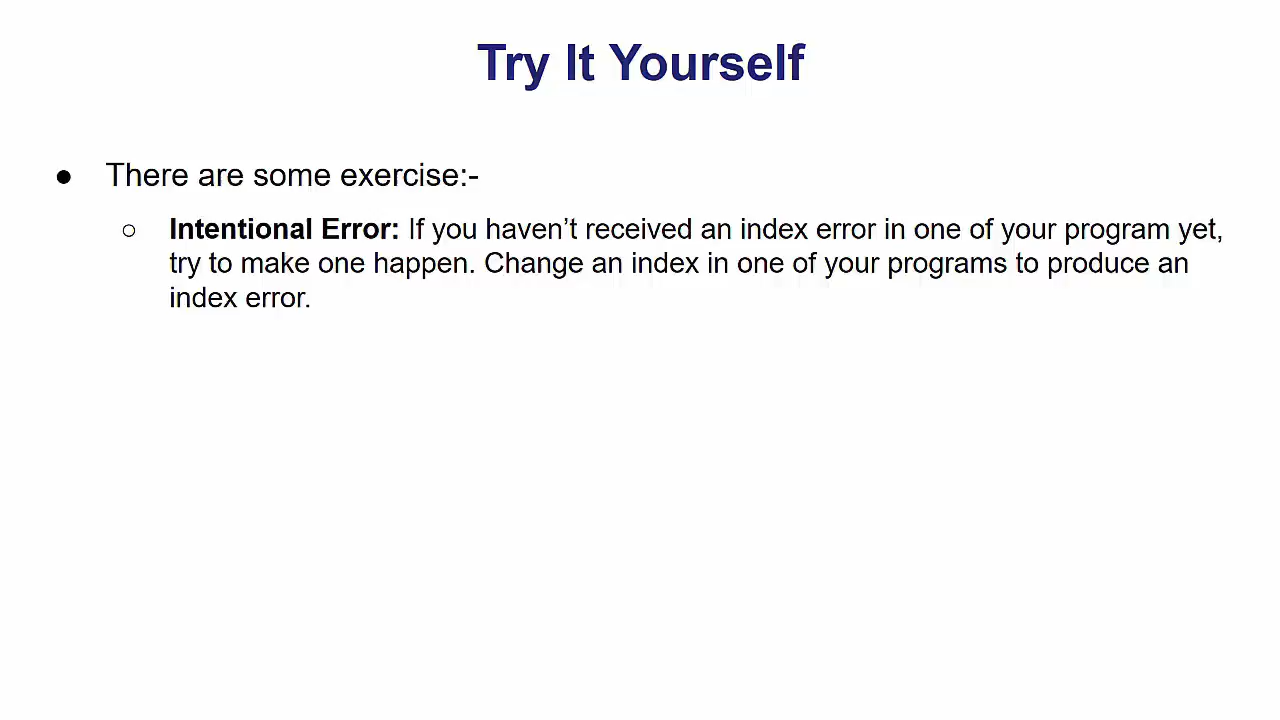 Try It Yourself
● There are some exercise:-
○ Intentional Error: If you haven’t received an index error in one of your program yet,
try to make one happen. Change an index in one of your programs to produce an
index error.